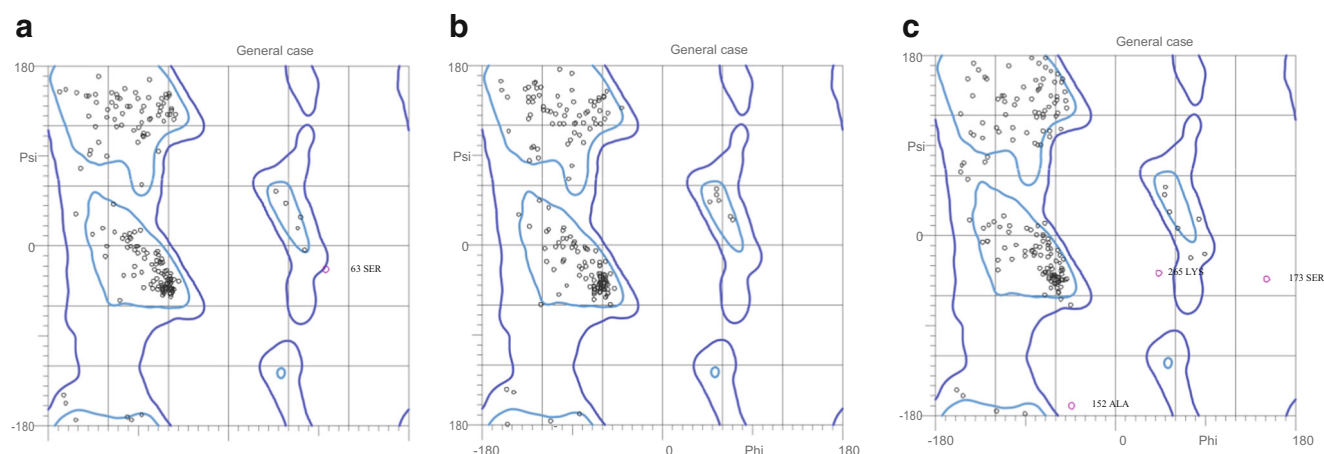 a
General case
180
Psi
0
63 SER
-180
b
General case
180
Psi
0
180
-180
0
Phi
180
c
General case
180
Psi
0
265 LYS
173 SER
152 ALA
-180
-180
0
Phi
180